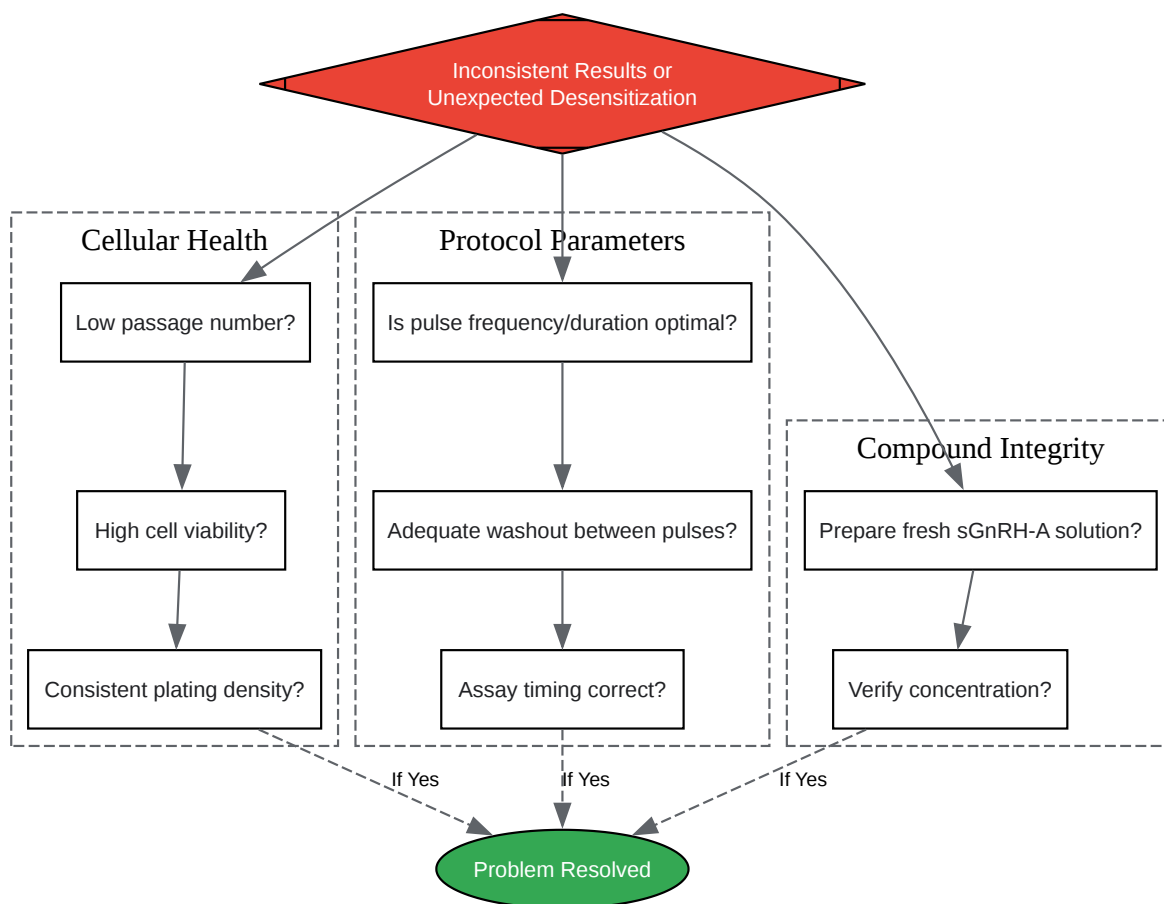 Inconsistent Results or
Unexpected Desensitization
Cellular Health
Low passage number?
High cell viability?
Consistent plating density?
Protocol Parameters
Is pulse frequency/duration optimal?
Adequate washout between pulses?
Assay timing correct?
Compound Integrity
Prepare fresh sGnRH-A solution?
Verify concentration?
If Yes
If Yes
If Yes
Problem Resolved